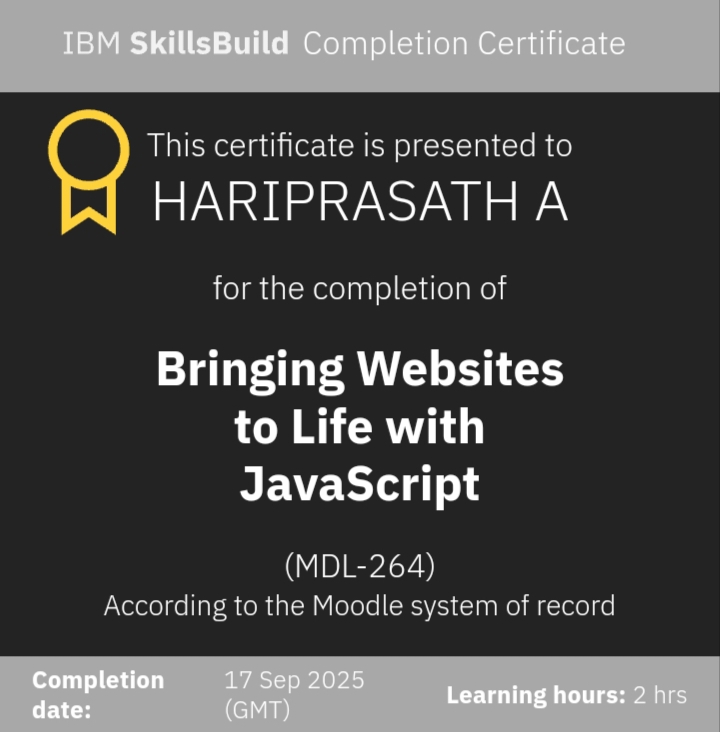 IBM SkillsBuild Completion Certificate
This certificate is presented to
HARIPRASATH A
for the completion of
Bringing Websites
to Life with
JavaScript
(MDL-264)
According to the Moodle system of record
Completion
date:
17 Sep 2025
(GMT)
Learning hours: 2 hrs